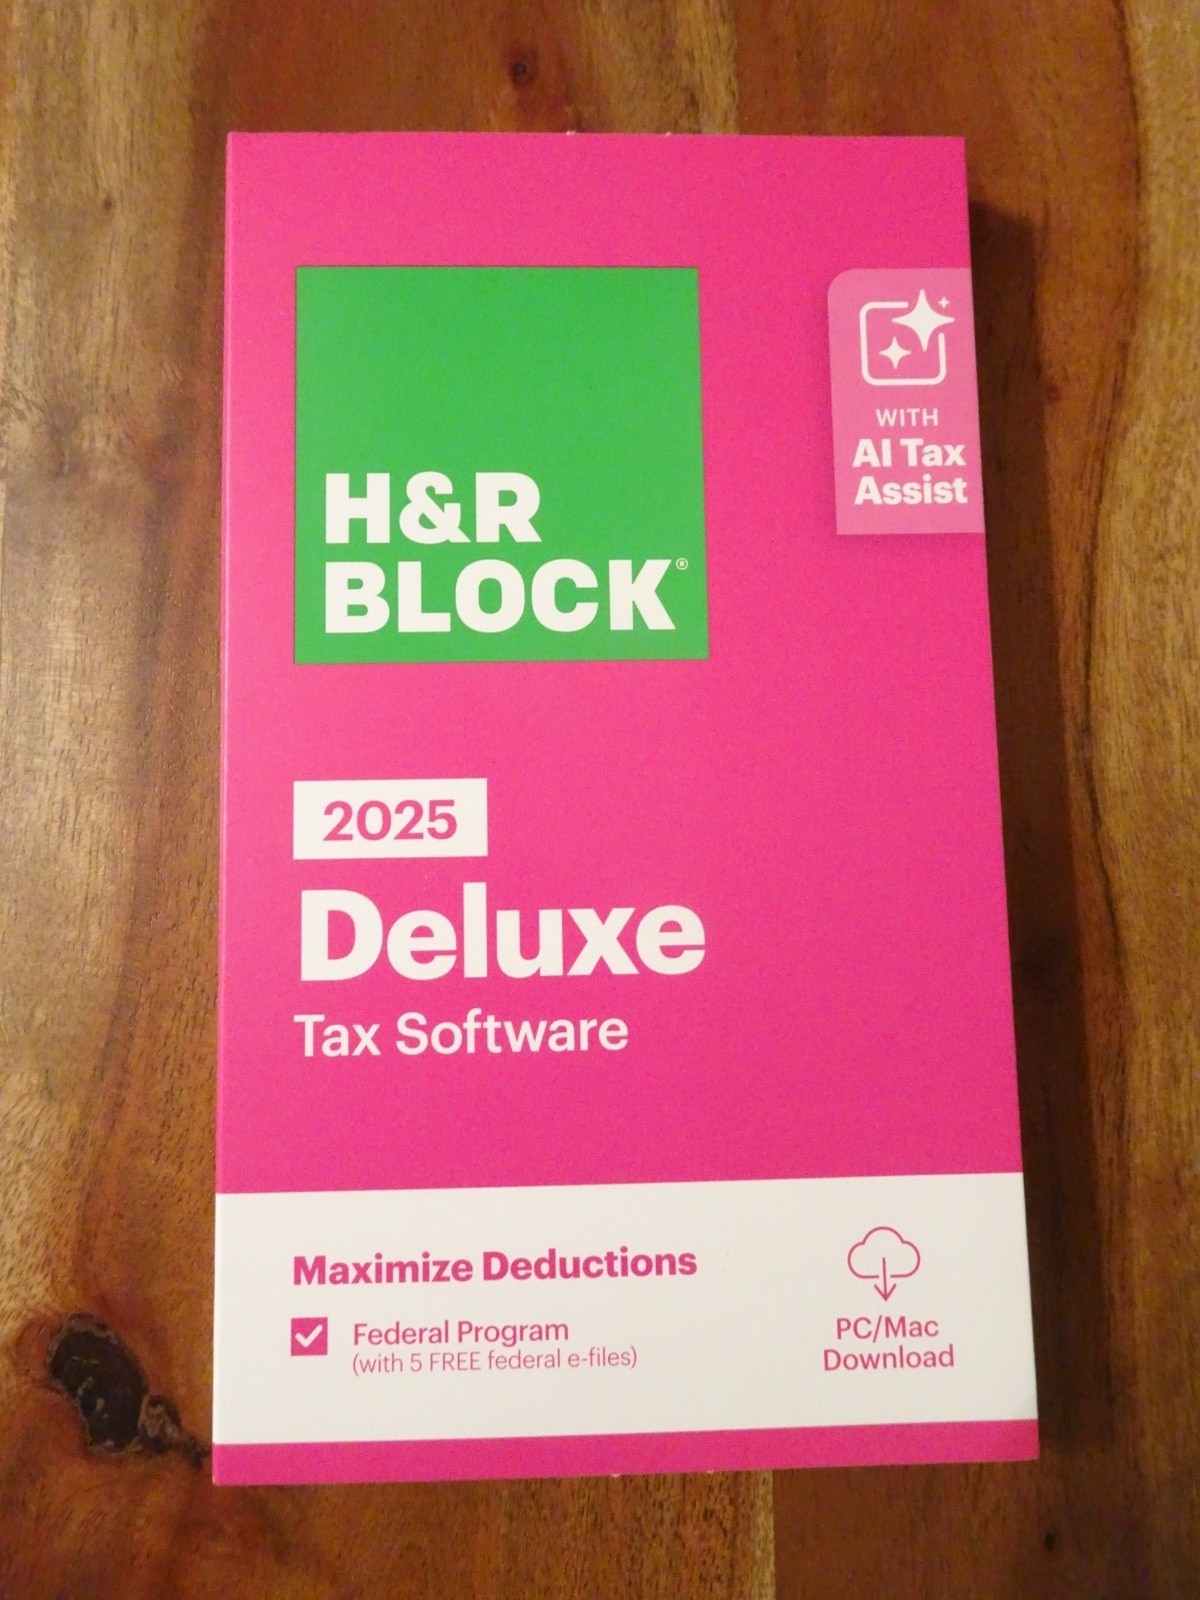 H&R
BLOCK®
WITH
AI Tax
Assist
2025
Deluxe
Tax Software
Maximize Deductions
Federal Program
(with 5 FREE federal e-files)
PC/Mac
Download